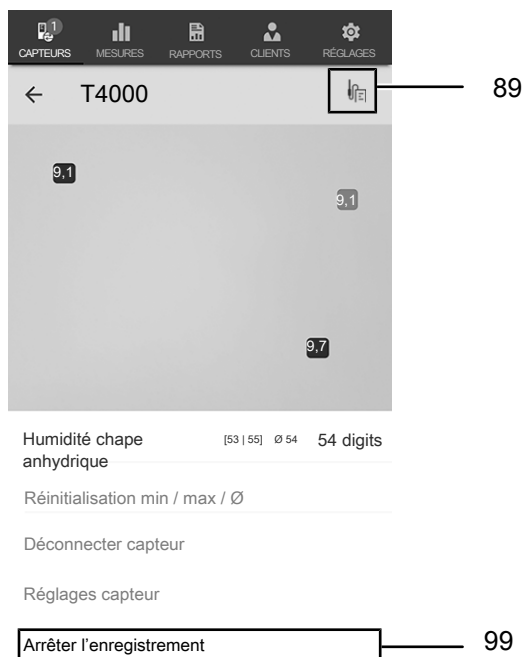 1
CAPTEURS MESURES RAPPORTS CLIENTS RÉGLAGES
T4000
89
9,1
9,1
9,7
Humidité chape anhydrique [53 | 55] Ø 54 54 digits
Réinitialisation min / max / Ø
Déconnecter capteur
Réglages capteur
Arrêter l’enregistrement 99